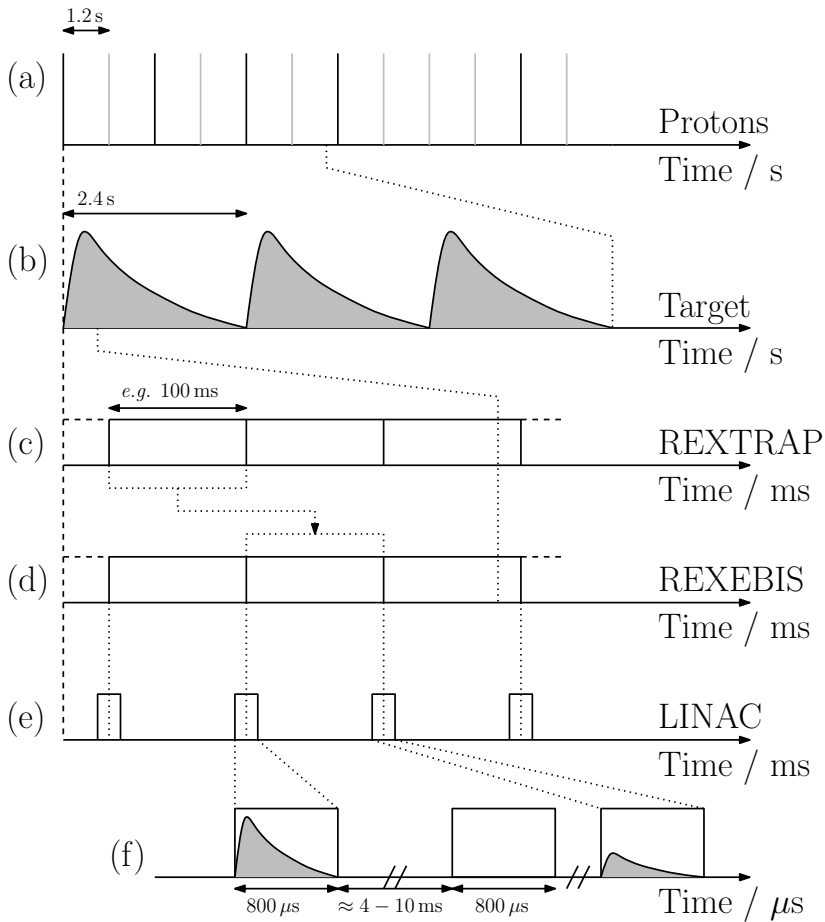 1.2 s
(a)
Protons
Time / s
2.4 s
(b)
Target
Time / s
e.g. 100 ms
(c)
REXTRAP
Time / ms
(d)
REXEBIS
Time / ms
(e)
LINAC
Time / ms
(f)
800 μs
≈ 4 − 10 ms
800 μs
Time / μs